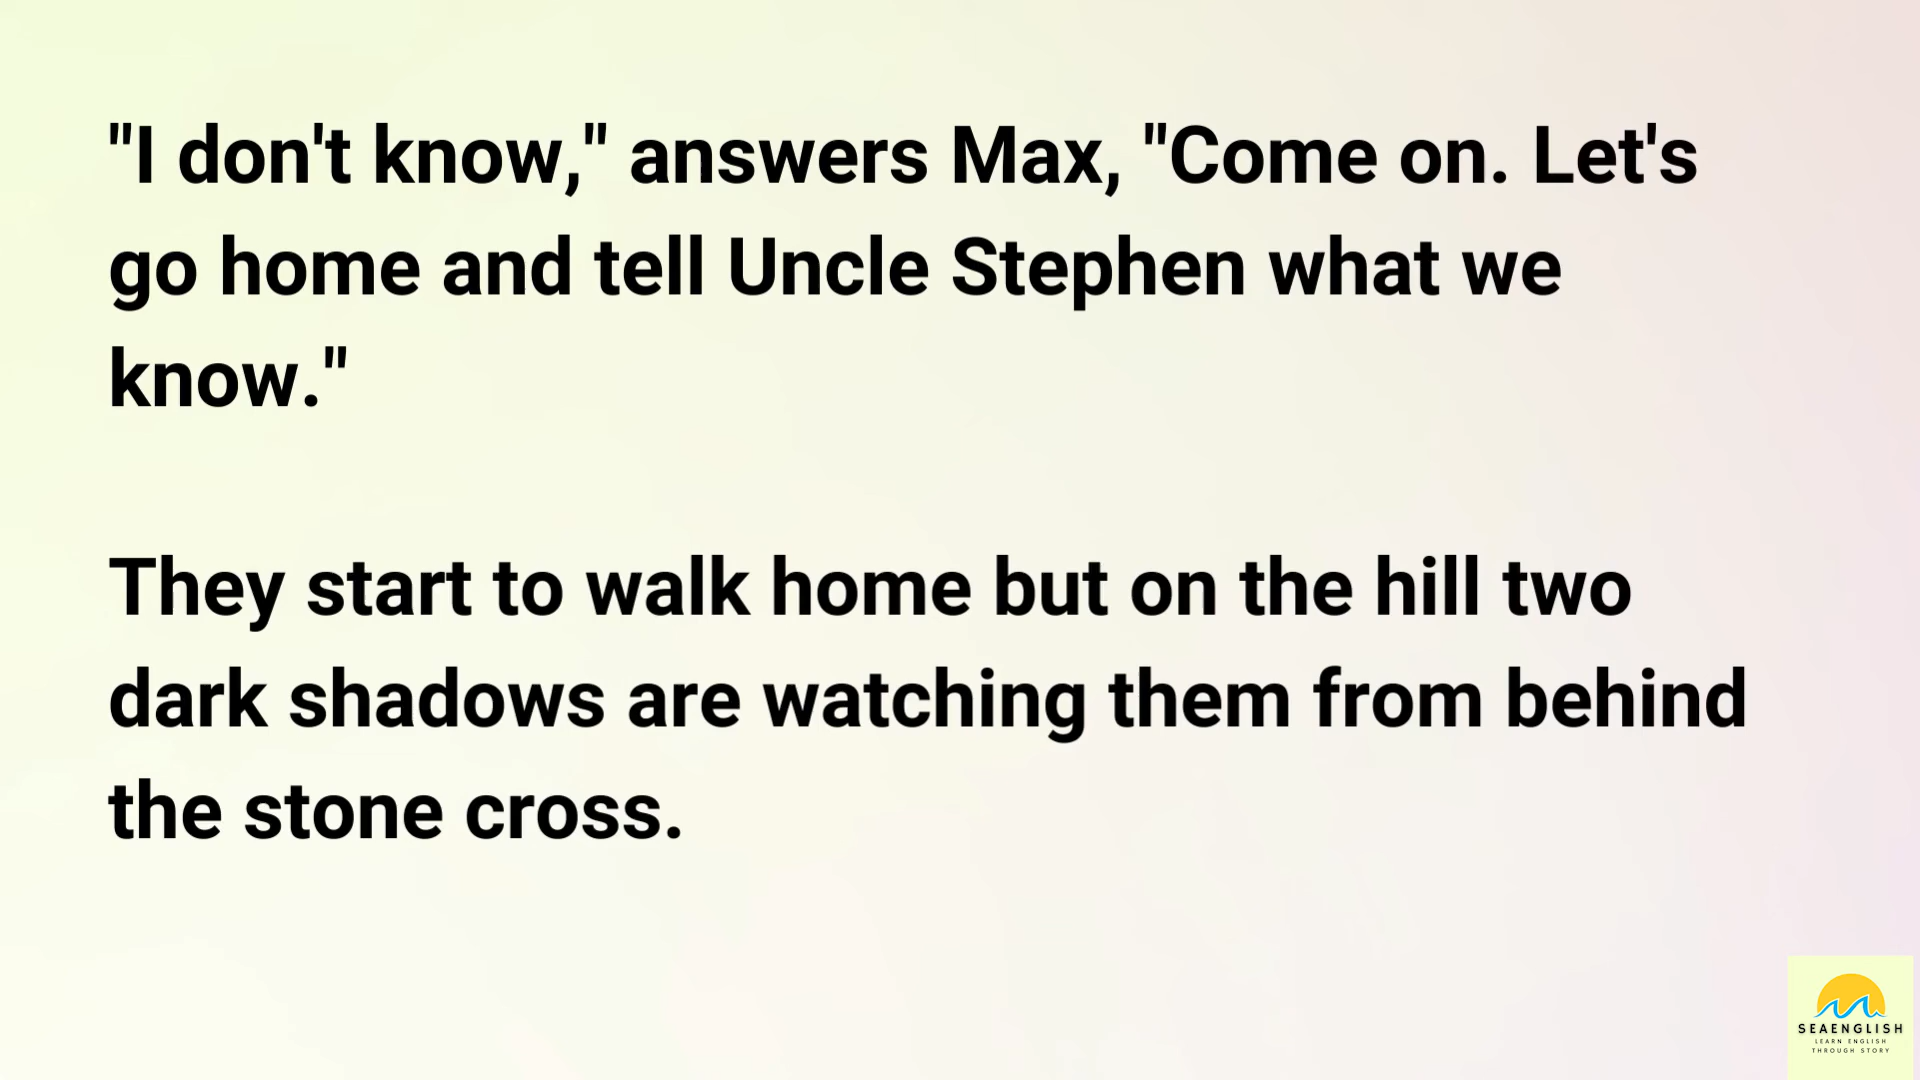 "I don't know," answers Max, "Come on. Let's
go home and tell Uncle Stephen what we
know."
They start to walk home but on the hill two
dark shadows are watching them from behind
the stone cross.
SEAENGLISH
LEARN ENGLISH
THROUGH STORY